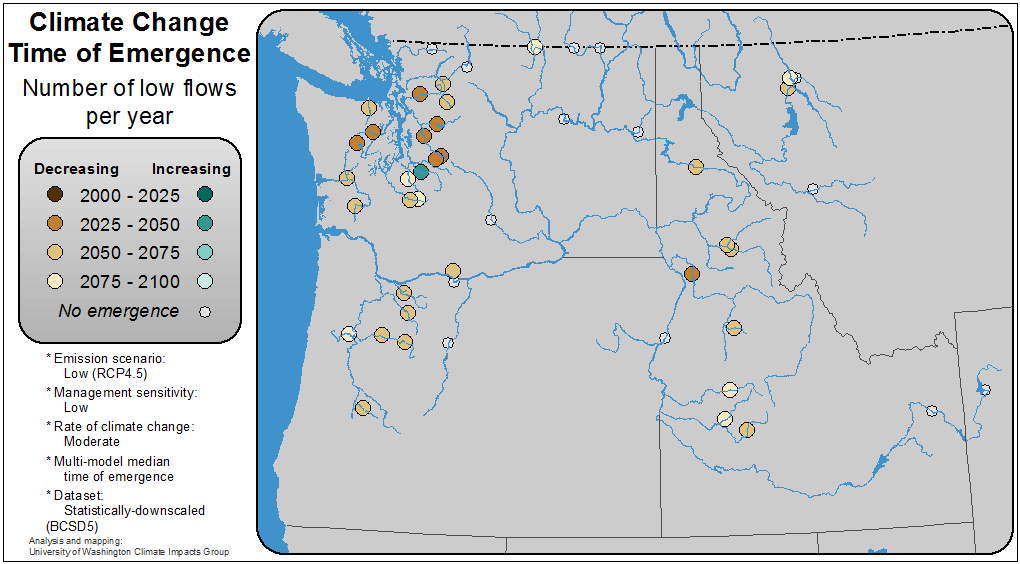 Climate Change
Time of Emergence
Number of low flows
per year
Decreasing Increasing
2000 - 2025
2025 - 2050
2050 - 2075
2075 - 2100
No emergence
* Emission scenario:
Low (RCP4.5)
* Management sensitivity:
Low
* Rate of climate change:
Moderate
* Multi-model median
time of emergence
* Dataset:
Statistically-downscaled
(BCSD5)
Analysis and mapping:
University of Washington Climate Impacts Group